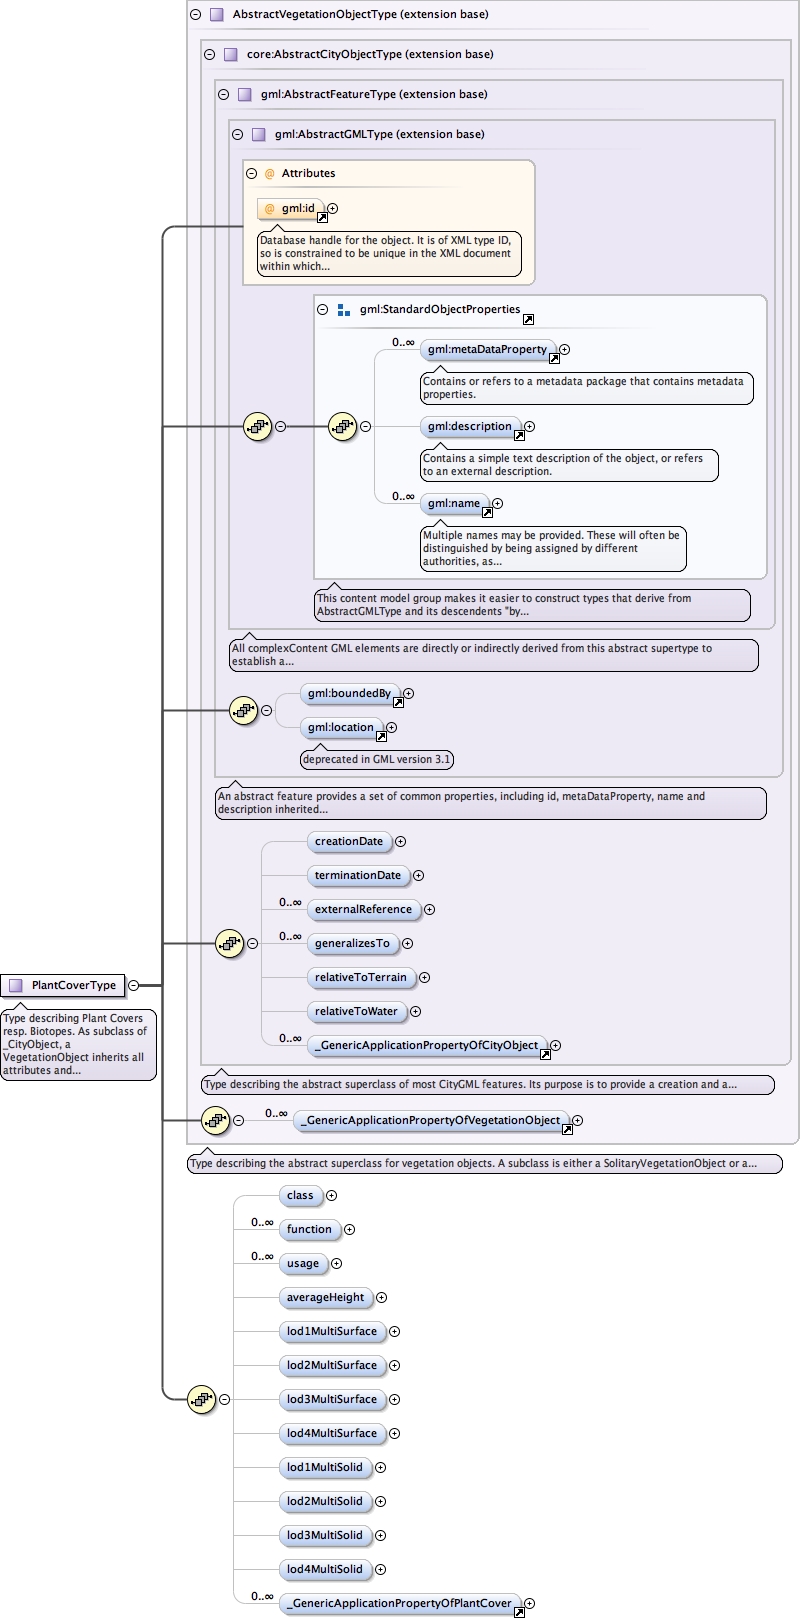 AbstractVegetationObjectType (extension base)
core:AbstractCityObjectType (extension base)
gml:AbstractFeatureType (extension base)
gml:AbstractGMLType (extension base)
@ Attributes
@ gml:id
Database handle for the object. It is of XML type ID,
so is constrained to be unique in the XML document
within which...
gml:StandardObjectProperties
0..∞
gml:metaDataProperty
Contains or refers to a metadata package that contains metadata
properties.
gml:description
Contains a simple text description of the object, or refers
to an external description.
0..∞
gml:name
Multiple names may be provided. These will often be
distinguished by being assigned by different
authorities, as...
This content model group makes it easier to construct types that derive from
AbstractGMLType and its descendents "by...
All complexContent GML elements are directly or indirectly derived from this abstract supertype to
establish a...
gml:boundedBy
gml:location
deprecated in GML version 3.1
An abstract feature provides a set of common properties, including id, metaDataProperty, name and
description inherited...
creationDate
terminationDate
0..∞
externalReference
0..∞
generalizesTo
relativeToTerrain
relativeToWater
0..∞
_GenericApplicationPropertyOfCityObject
PlantCoverType
Type describing Plant Covers
resp. Biotopes. As subclass of
_CityObject, a
VegetationObject inherits all
attributes and...
Type describing the abstract superclass of most CityGML features. Its purpose is to provide a creation and a...
0..∞
_GenericApplicationPropertyOfVegetationObject
Type describing the abstract superclass for vegetation objects. A subclass is either a SolitaryVegetationObject or a...
class
0..∞
function
0..∞
usage
averageHeight
lod1MultiSurface
lod2MultiSurface
lod3MultiSurface
lod4MultiSurface
lod1MultiSolid
lod2MultiSolid
lod3MultiSolid
lod4MultiSolid
0..∞
_GenericApplicationPropertyOfPlantCover